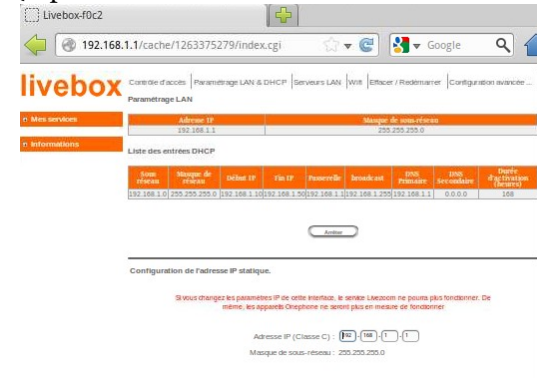 Livebox-f0c2
192.168.1.1/cache/1263375279/index.cgi
Google
livebox
Contrôle d'accès Paramétrage LAN & DHCP Serveurs LAN Wifi Effacer / Redémarrer Configuration avancée ...
Paramétrage LAN
Mes services
Informations
Adresse IP Masque de sous-réseau
192.168.1.1 255.255.255.0
Liste des entrées DHCP
Sous réseau Masque de réseau Début IP Fin IP Passerelle broadcast DNS Primaire DNS Secondaire Durée d'activation (heures)
192.168.1.0 255.255.255.0 192.168.1.10 192.168.1.50 192.168.1.1 192.168.1.255 192.168.1.1 0.0.0.0 168
Configuration de l'adresse IP statique.
Si vous changez les paramètres IP de cette interface, le service Livezoom ne pourra plus fonctionner. De
même, les appareils Onephone ne seront plus en mesure de fonctionner
Adresse IP (Classe C) : 192 . 168 . 1 . 1
Masque de sous-réseau : 255.255.255.0